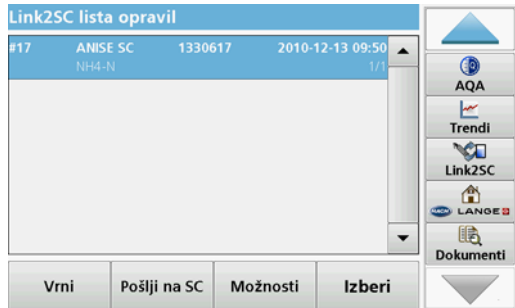 Link2SC lista opravil
#17 ANISE SC 1330617 2010-12-13 09:50
NH4-N 1/1
AQA
Trendi
Link2SC
HACH LANGE
Dokumenti
Vrni Pošlji na SC Možnosti Izberi